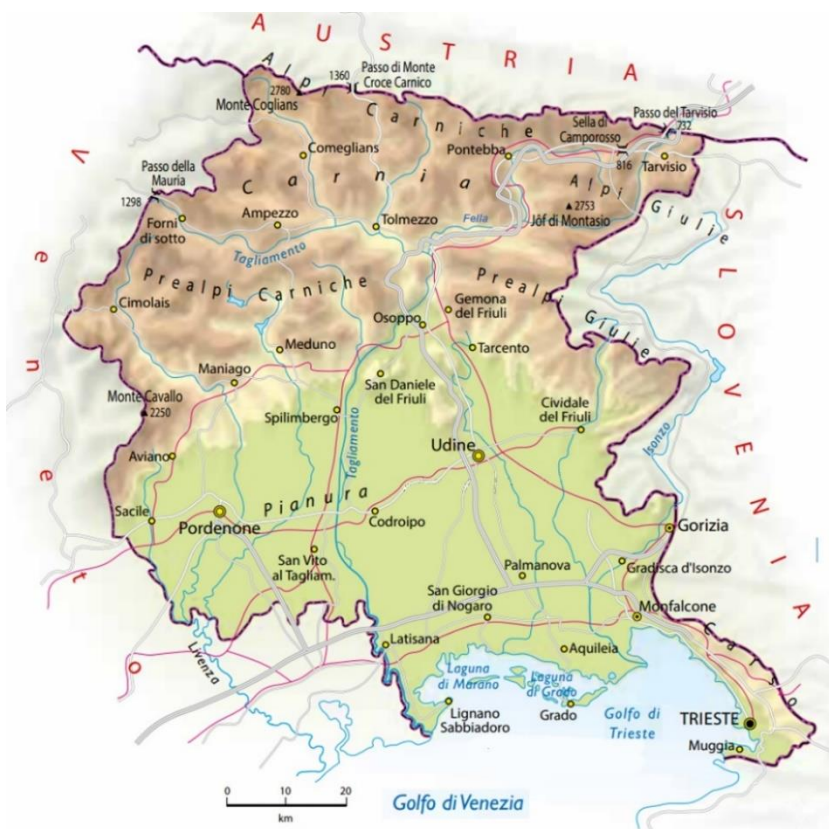 AUSTRIA
Alpi
Carniche
1360
Passo di Monte
Croce Carnico
2780
Monte Coglians
Passo del Tarvisio
732
Sella di
Camporosso
816
Comeglians
Pontebba
Tarvisio
Carnia
Alpi
Giulie
2753
Jôf di Montasio
Passo della
Mauria
1298
Forni
di sotto
Ampezzo
Tolmezzo
Fella
Tagliamento
Veneto
SLOVENIA
Prealpi Carniche
Prealpi Giulie
Cimolais
Osoppo
Gemona
del Friuli
Meduno
Tarcento
Maniago
San Daniele
del Friuli
Monte Cavallo
2250
Spilimbergo
Cividale
del Friuli
Tagliamento
Udine
Isonzo
Aviano
Pianura
Sacile
Pordenone
Codroipo
Gorizia
San Vito
al Tagliam.
Palmanova
Gradisca d'Isonzo
San Giorgio
di Nogaro
Monfalcone
Carso
Livenza
Latisana
Aquileia
Laguna
di Marano
Laguna
di Grado
Lignano
Sabbiadoro
Grado
Golfo di
Trieste
TRIESTE
Muggia
0 10 20
km
Golfo di Venezia